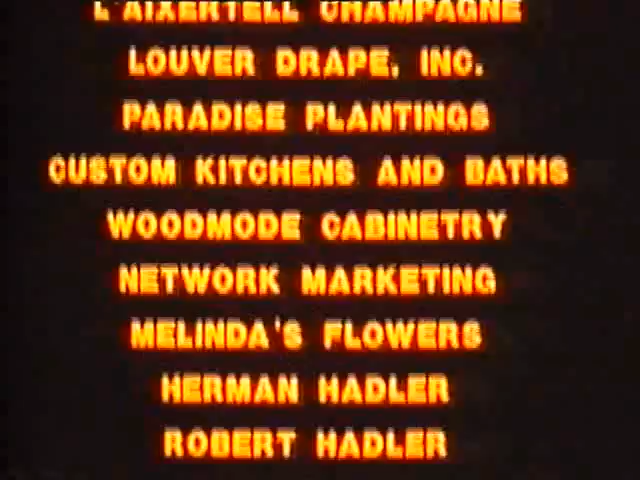 L'AIXERTELL CHAMPAGNE
LOUVER DRAPE, INC.
PARADISE PLANTINGS
CUSTOM KITCHENS AND BATHS
WOODMODE CABINETRY
NETWORK MARKETING
MELINDA'S FLOWERS
HERMAN HADLER
ROBERT HADLER